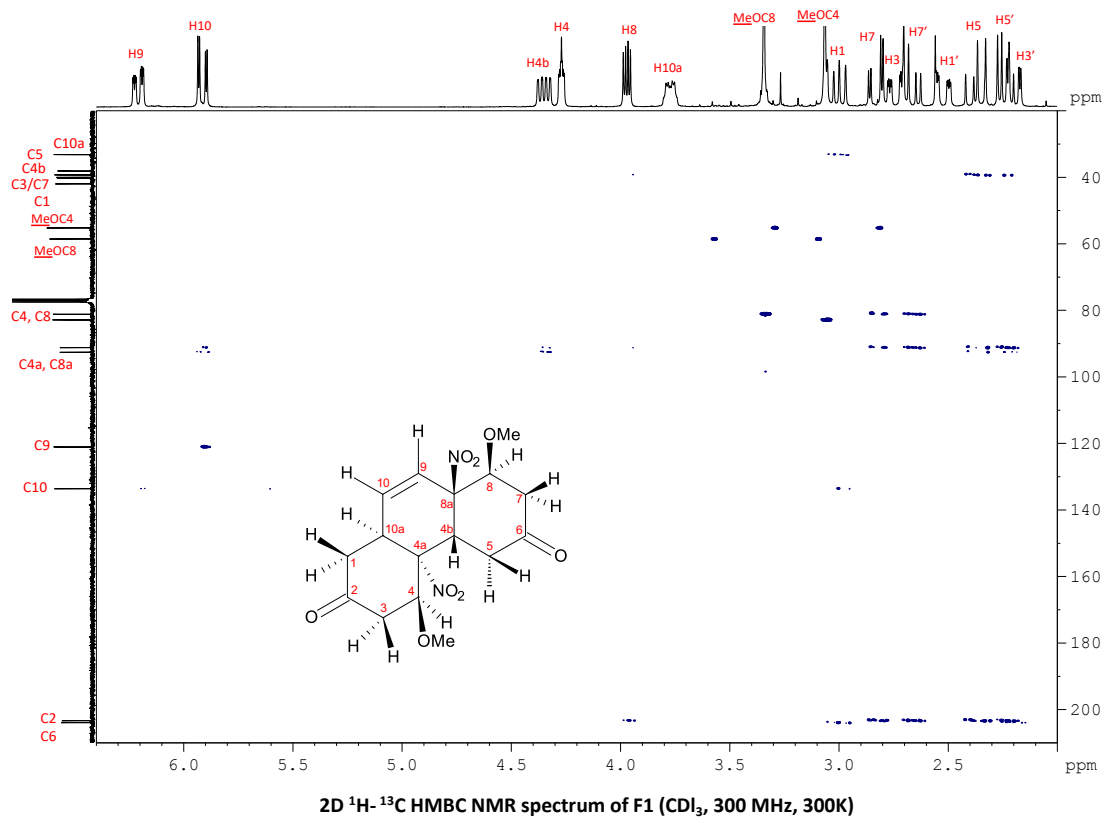 MeOC8 MeOC4
H9 H10 H4b H4 H8 H10a H1 H7 H3 H7' H1' H5 H5' H3'
ppm
C10a
C5
C4b
C3/C7
C1
MeOC4
MeOC8
C4, C8
C4a, C8a
C9
C10
C2
C6
40
60
80
100
120
140
160
180
200
H
OMe
H
NO2
H
H
9
8
H
10
7
H
8a
H
10a
4b
6
H
4a
5
O
1
H
H
2
4
NO2
H
H
O
3
H
H
OMe
H
6.0 5.5 5.0 4.5 4.0 3.5 3.0 2.5 ppm
2D ¹H- ¹³C HMBC NMR spectrum of F1 (CDl₃, 300 MHz, 300K)